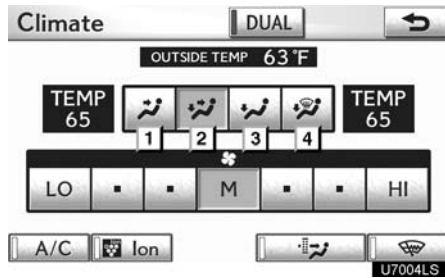 Climate DUAL
OUTSIDE TEMP 63°F
TEMP TEMP
65 65
1 2 3 4
LO M HI
A/C Ion
U7004LS